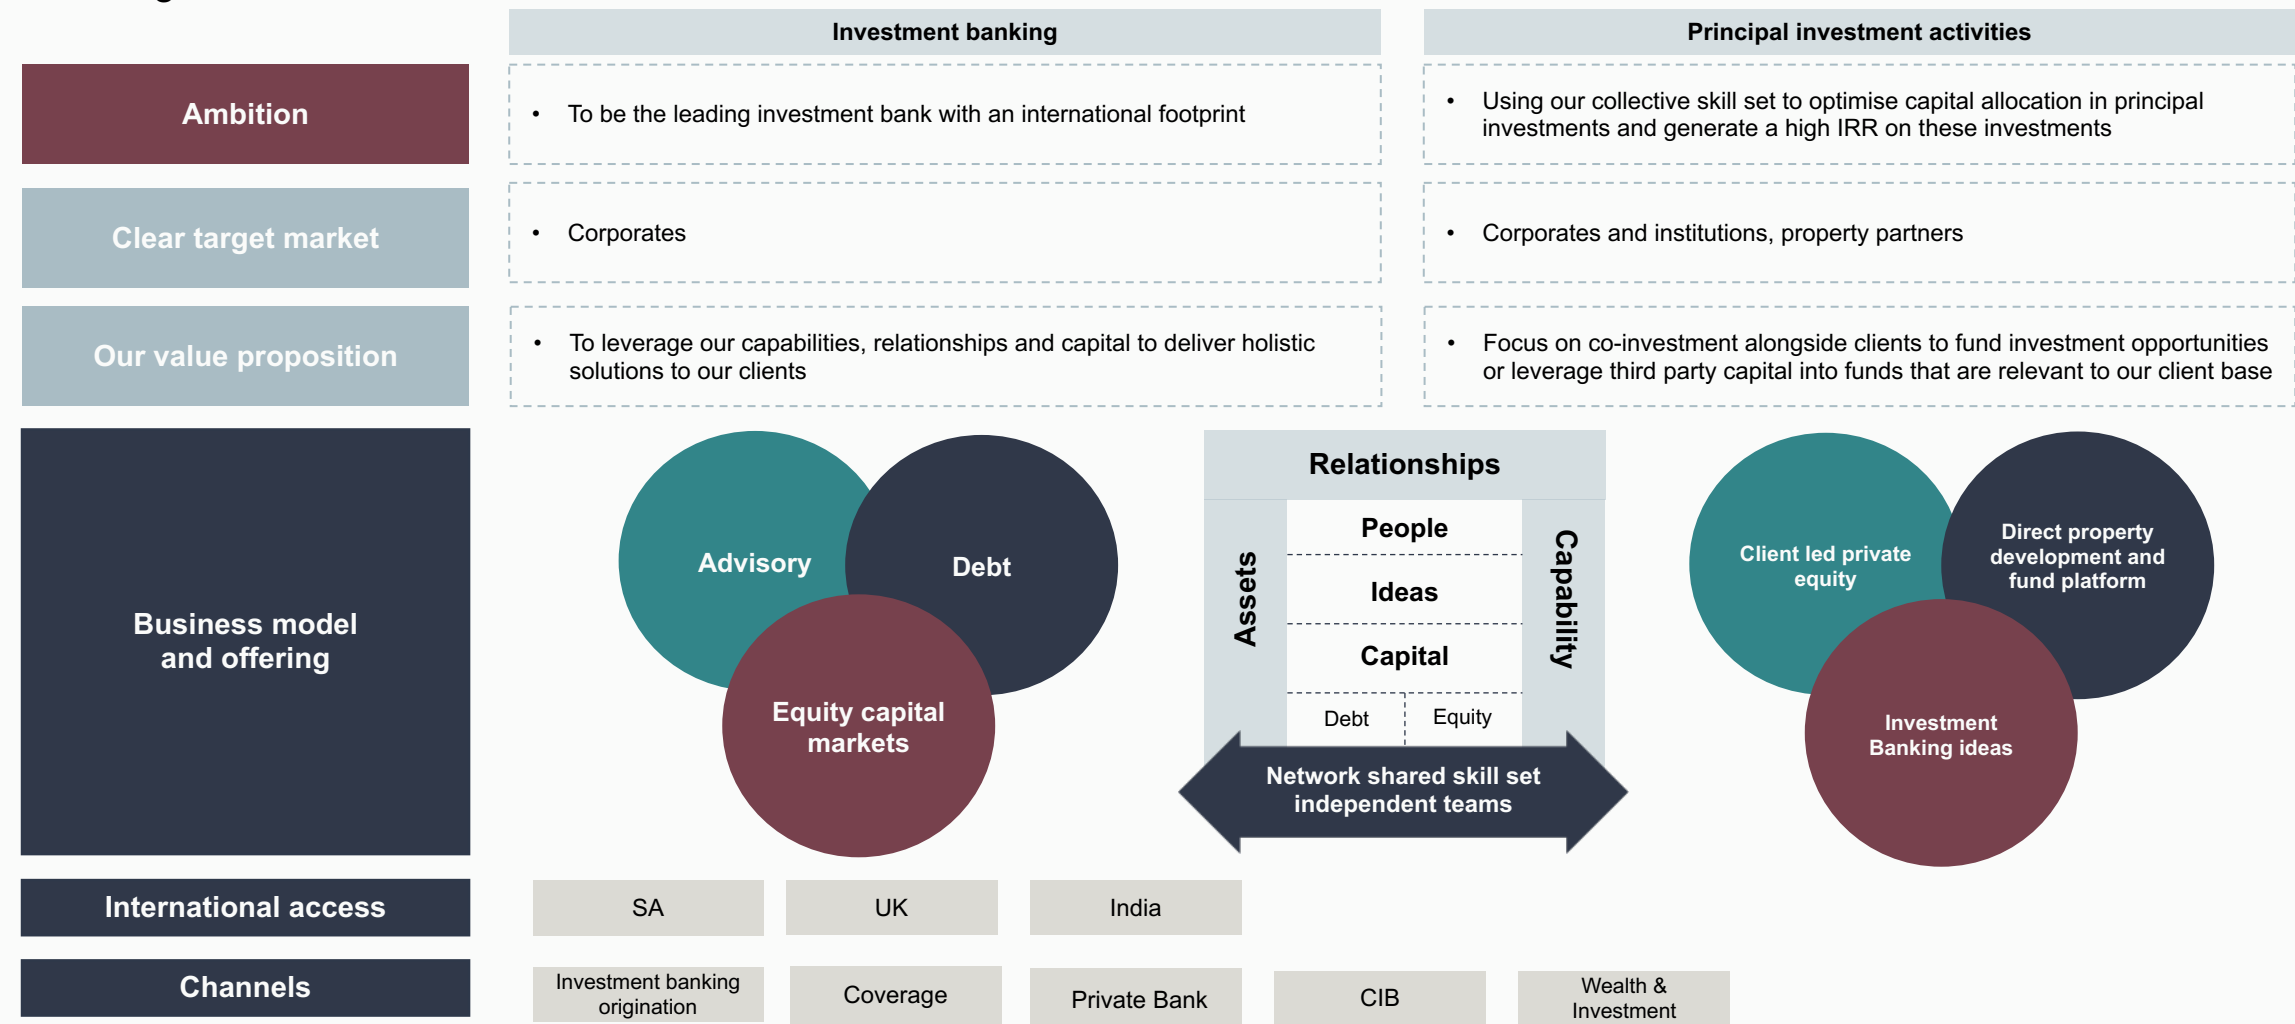 Investment banking
Principal investment activities
Ambition
• To be the leading investment bank with an international footprint
• Using our collective skill set to optimise capital allocation in principal
investments and generate a high IRR on these investments
Clear target market
• Corporates
• Corporates and institutions, property partners
Our value proposition
• To leverage our capabilities, relationships and capital to deliver holistic
solutions to our clients
• Focus on co-investment alongside clients to fund investment opportunities
or leverage third party capital into funds that are relevant to our client base
Business model
and offering
Advisory
Debt
Equity capital
markets
Relationships
Assets
People
Ideas
Capital
Debt
Equity
Capability
Network shared skill set
independent teams
Client led private
equity
Direct property
development and
fund platform
Investment
Banking ideas
International access
SA
UK
India
Channels
Investment banking
origination
Coverage
Private Bank
CIB
Wealth &
Investment